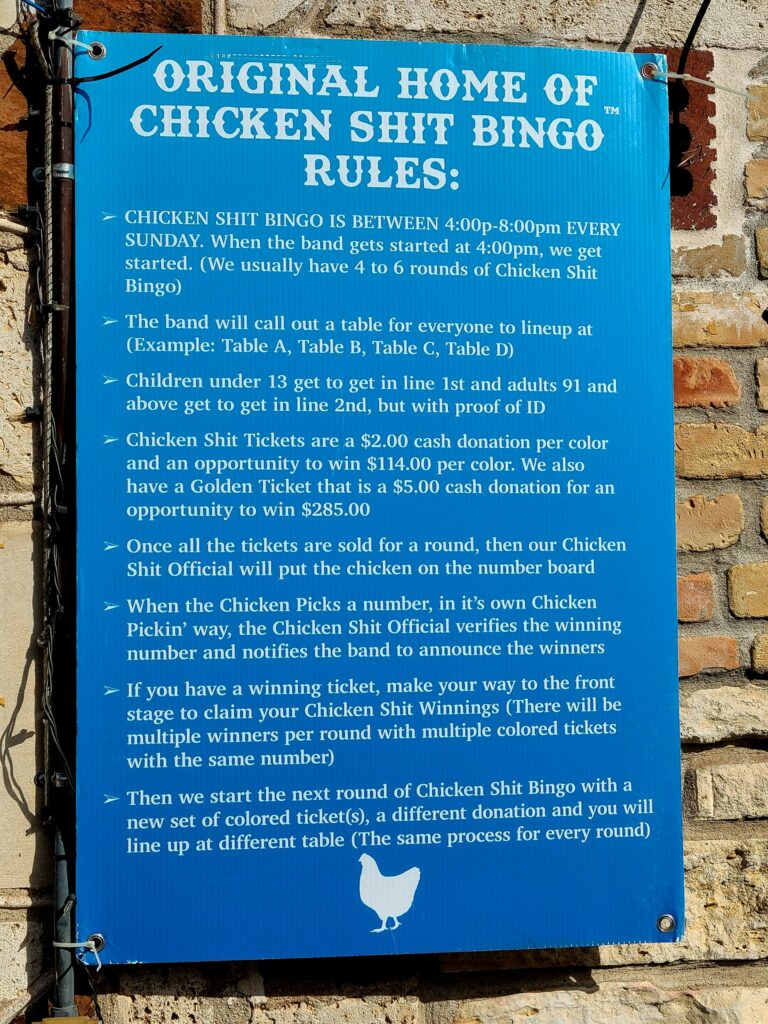 ORIGINAL HOME OF
CHICKEN SHIT BINGO™
RULES:
➢ CHICKEN SHIT BINGO IS BETWEEN 4:00p-8:00pm EVERY
SUNDAY. When the band gets started at 4:00pm, we get
started. (We usually have 4 to 6 rounds of Chicken Shit
Bingo)
➢ The band will call out a table for everyone to lineup at
(Example: Table A, Table B, Table C, Table D)
➢ Children under 13 get to get in line 1st and adults 91 and
above get to get in line 2nd, but with proof of ID
➢ Chicken Shit Tickets are a $2.00 cash donation per color
and an opportunity to win $114.00 per color. We also
have a Golden Ticket that is a $5.00 cash donation for an
opportunity to win $285.00
➢ Once all the tickets are sold for a round, then our Chicken
Shit Official will put the chicken on the number board
➢ When the Chicken Picks a number, in it's own Chicken
Pickin' way, the Chicken Shit Official verifies the winning
number and notifies the band to announce the winners
➢ If you have a winning ticket, make your way to the front
stage to claim your Chicken Shit Winnings (There will be
multiple winners per round with multiple colored tickets
with the same number)
➢ Then we start the next round of Chicken Shit Bingo with a
new set of colored ticket(s), a different donation and you will
line up at different table (The same process for every round)